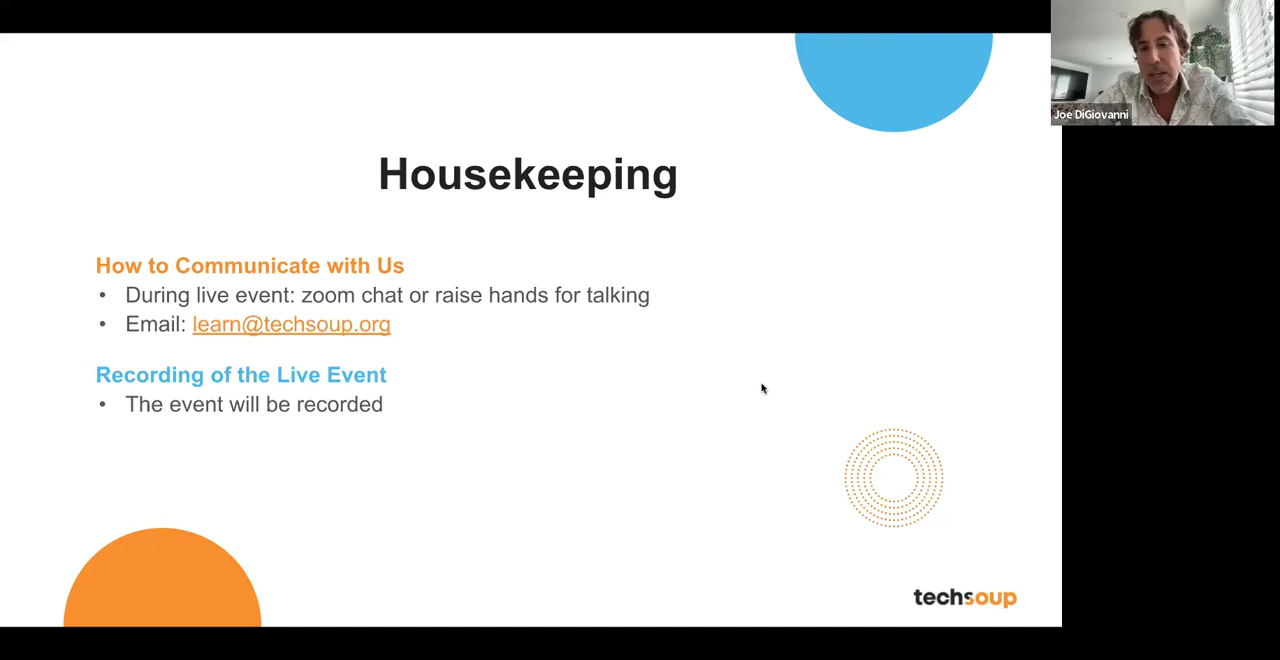 Joe DiGiovanni
Housekeeping
How to Communicate with Us
• During live event: zoom chat or raise hands for talking
• Email: learn@techsoup.org
Recording of the Live Event
• The event will be recorded
techsoup